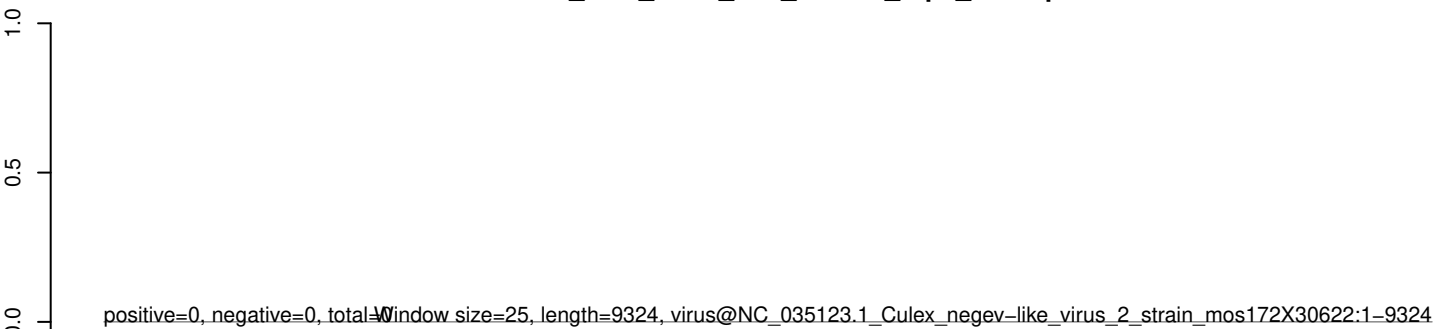 1.0
0.5
0.0
positive=0, negative=0, total=0
Window size=25, length=9324, virus@NC_035123.1_Culex_negev−like_virus_2_strain_mos172X30622:1−9324